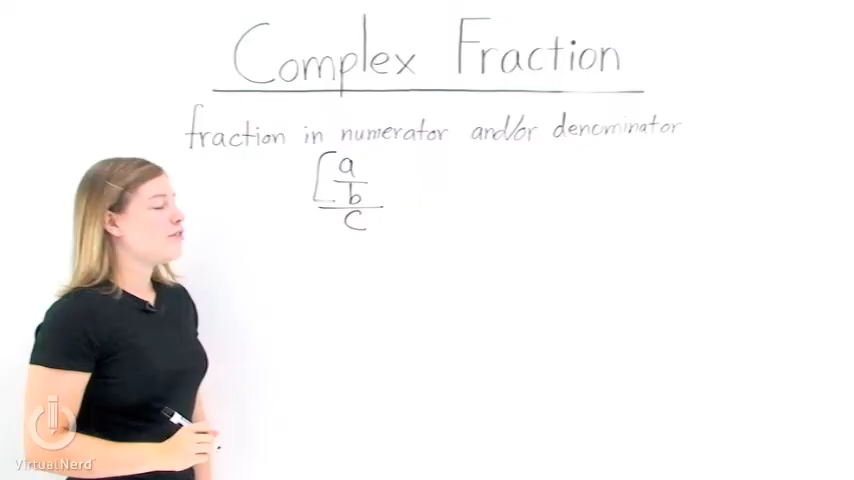 Complex Fraction
fraction in numerator and/or denominator
[a
b
c
VirtualNerd